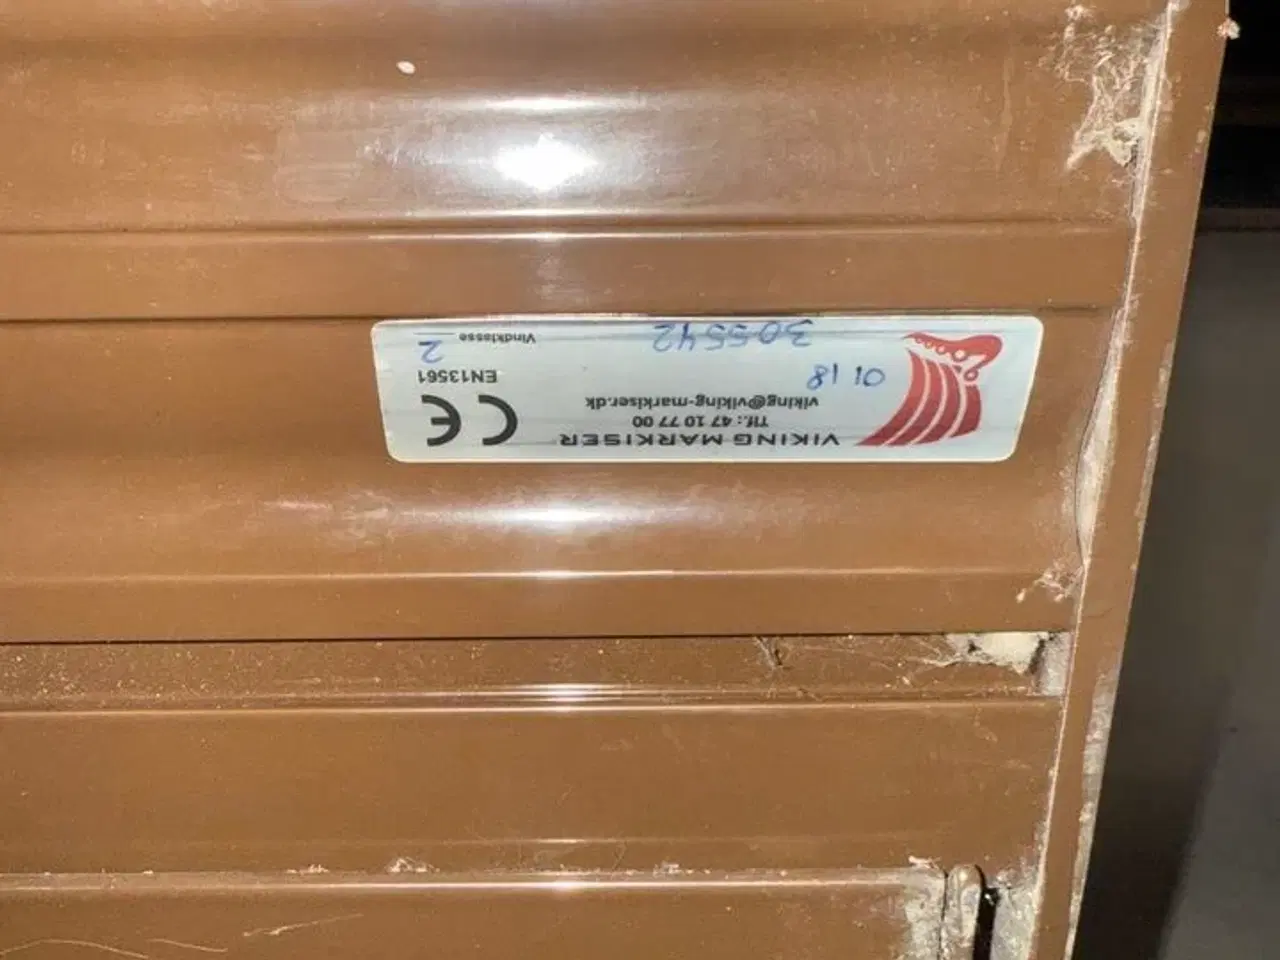 VIKING MARKISER
Tlf.: 47 10 77 00
viking@viking-markiser.dk
01 18
305542
CE
EN13561
Vindklasse 2